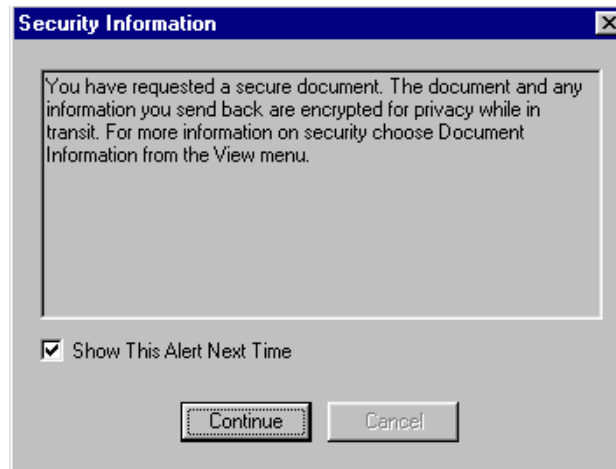 Security Information
You have requested a secure document. The document and any
information you send back are encrypted for privacy while in
transit. For more information on security choose Document
Information from the View menu.
Show This Alert Next Time
Continue
Cancel